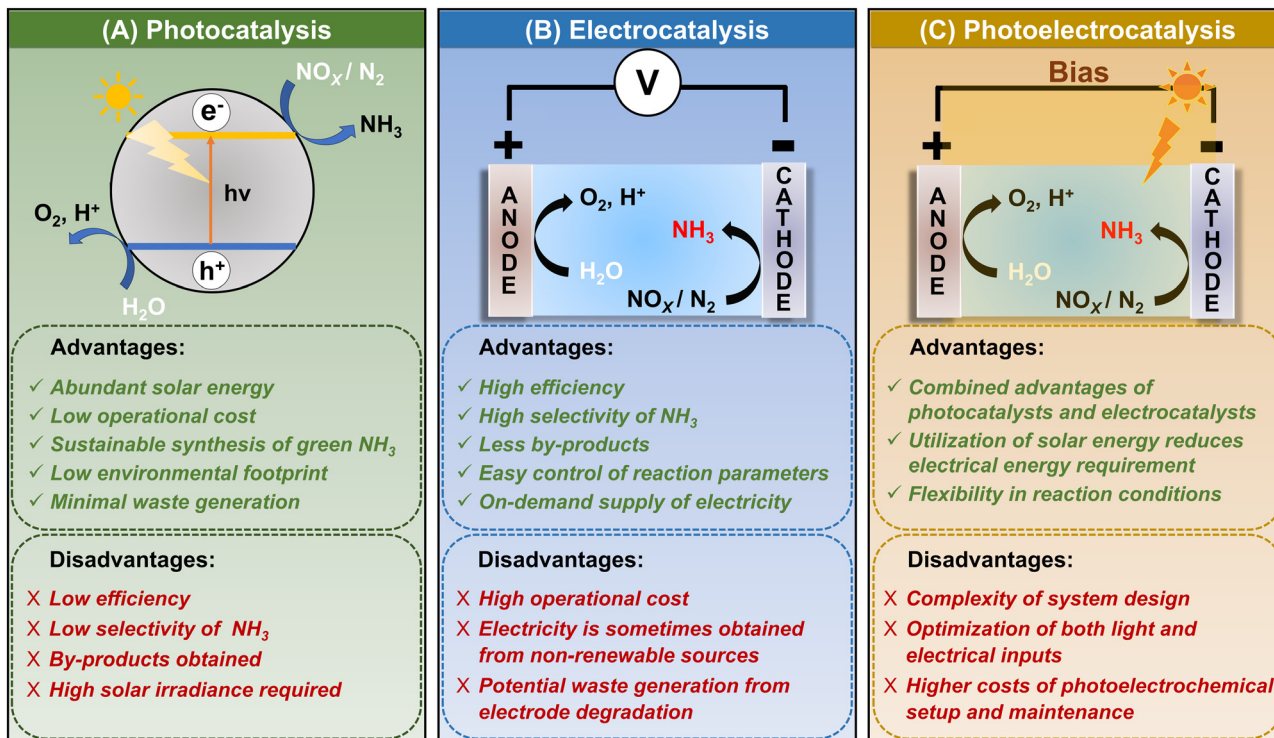 (A) Photocatalysis
NOX / N2
e-
NH3
hν
O2, H+
h+
H2O
Advantages:
✓ Abundant solar energy
✓ Low operational cost
✓ Sustainable synthesis of green NH3
✓ Low environmental footprint
✓ Minimal waste generation
Disadvantages:
X Low efficiency
X Low selectivity of NH3
X By-products obtained
X High solar irradiance required
(B) Electrocatalysis
V
+
-
ANODE
CATHODE
O2, H+
NH3
H2O
NOX / N2
Advantages:
✓ High efficiency
✓ High selectivity of NH3
✓ Less by-products
✓ Easy control of reaction parameters
✓ On-demand supply of electricity
Disadvantages:
X High operational cost
X Electricity is sometimes obtained
from non-renewable sources
X Potential waste generation from
electrode degradation
(C) Photoelectrocatalysis
Bias
+
-
ANODE
CATHODE
O2, H+
NH3
H2O
NOX / N2
Advantages:
✓ Combined advantages of
photocatalysts and electrocatalysts
✓ Utilization of solar energy reduces
electrical energy requirement
✓ Flexibility in reaction conditions
Disadvantages:
X Complexity of system design
X Optimization of both light and
electrical inputs
X Higher costs of photoelectrochemical
setup and maintenance